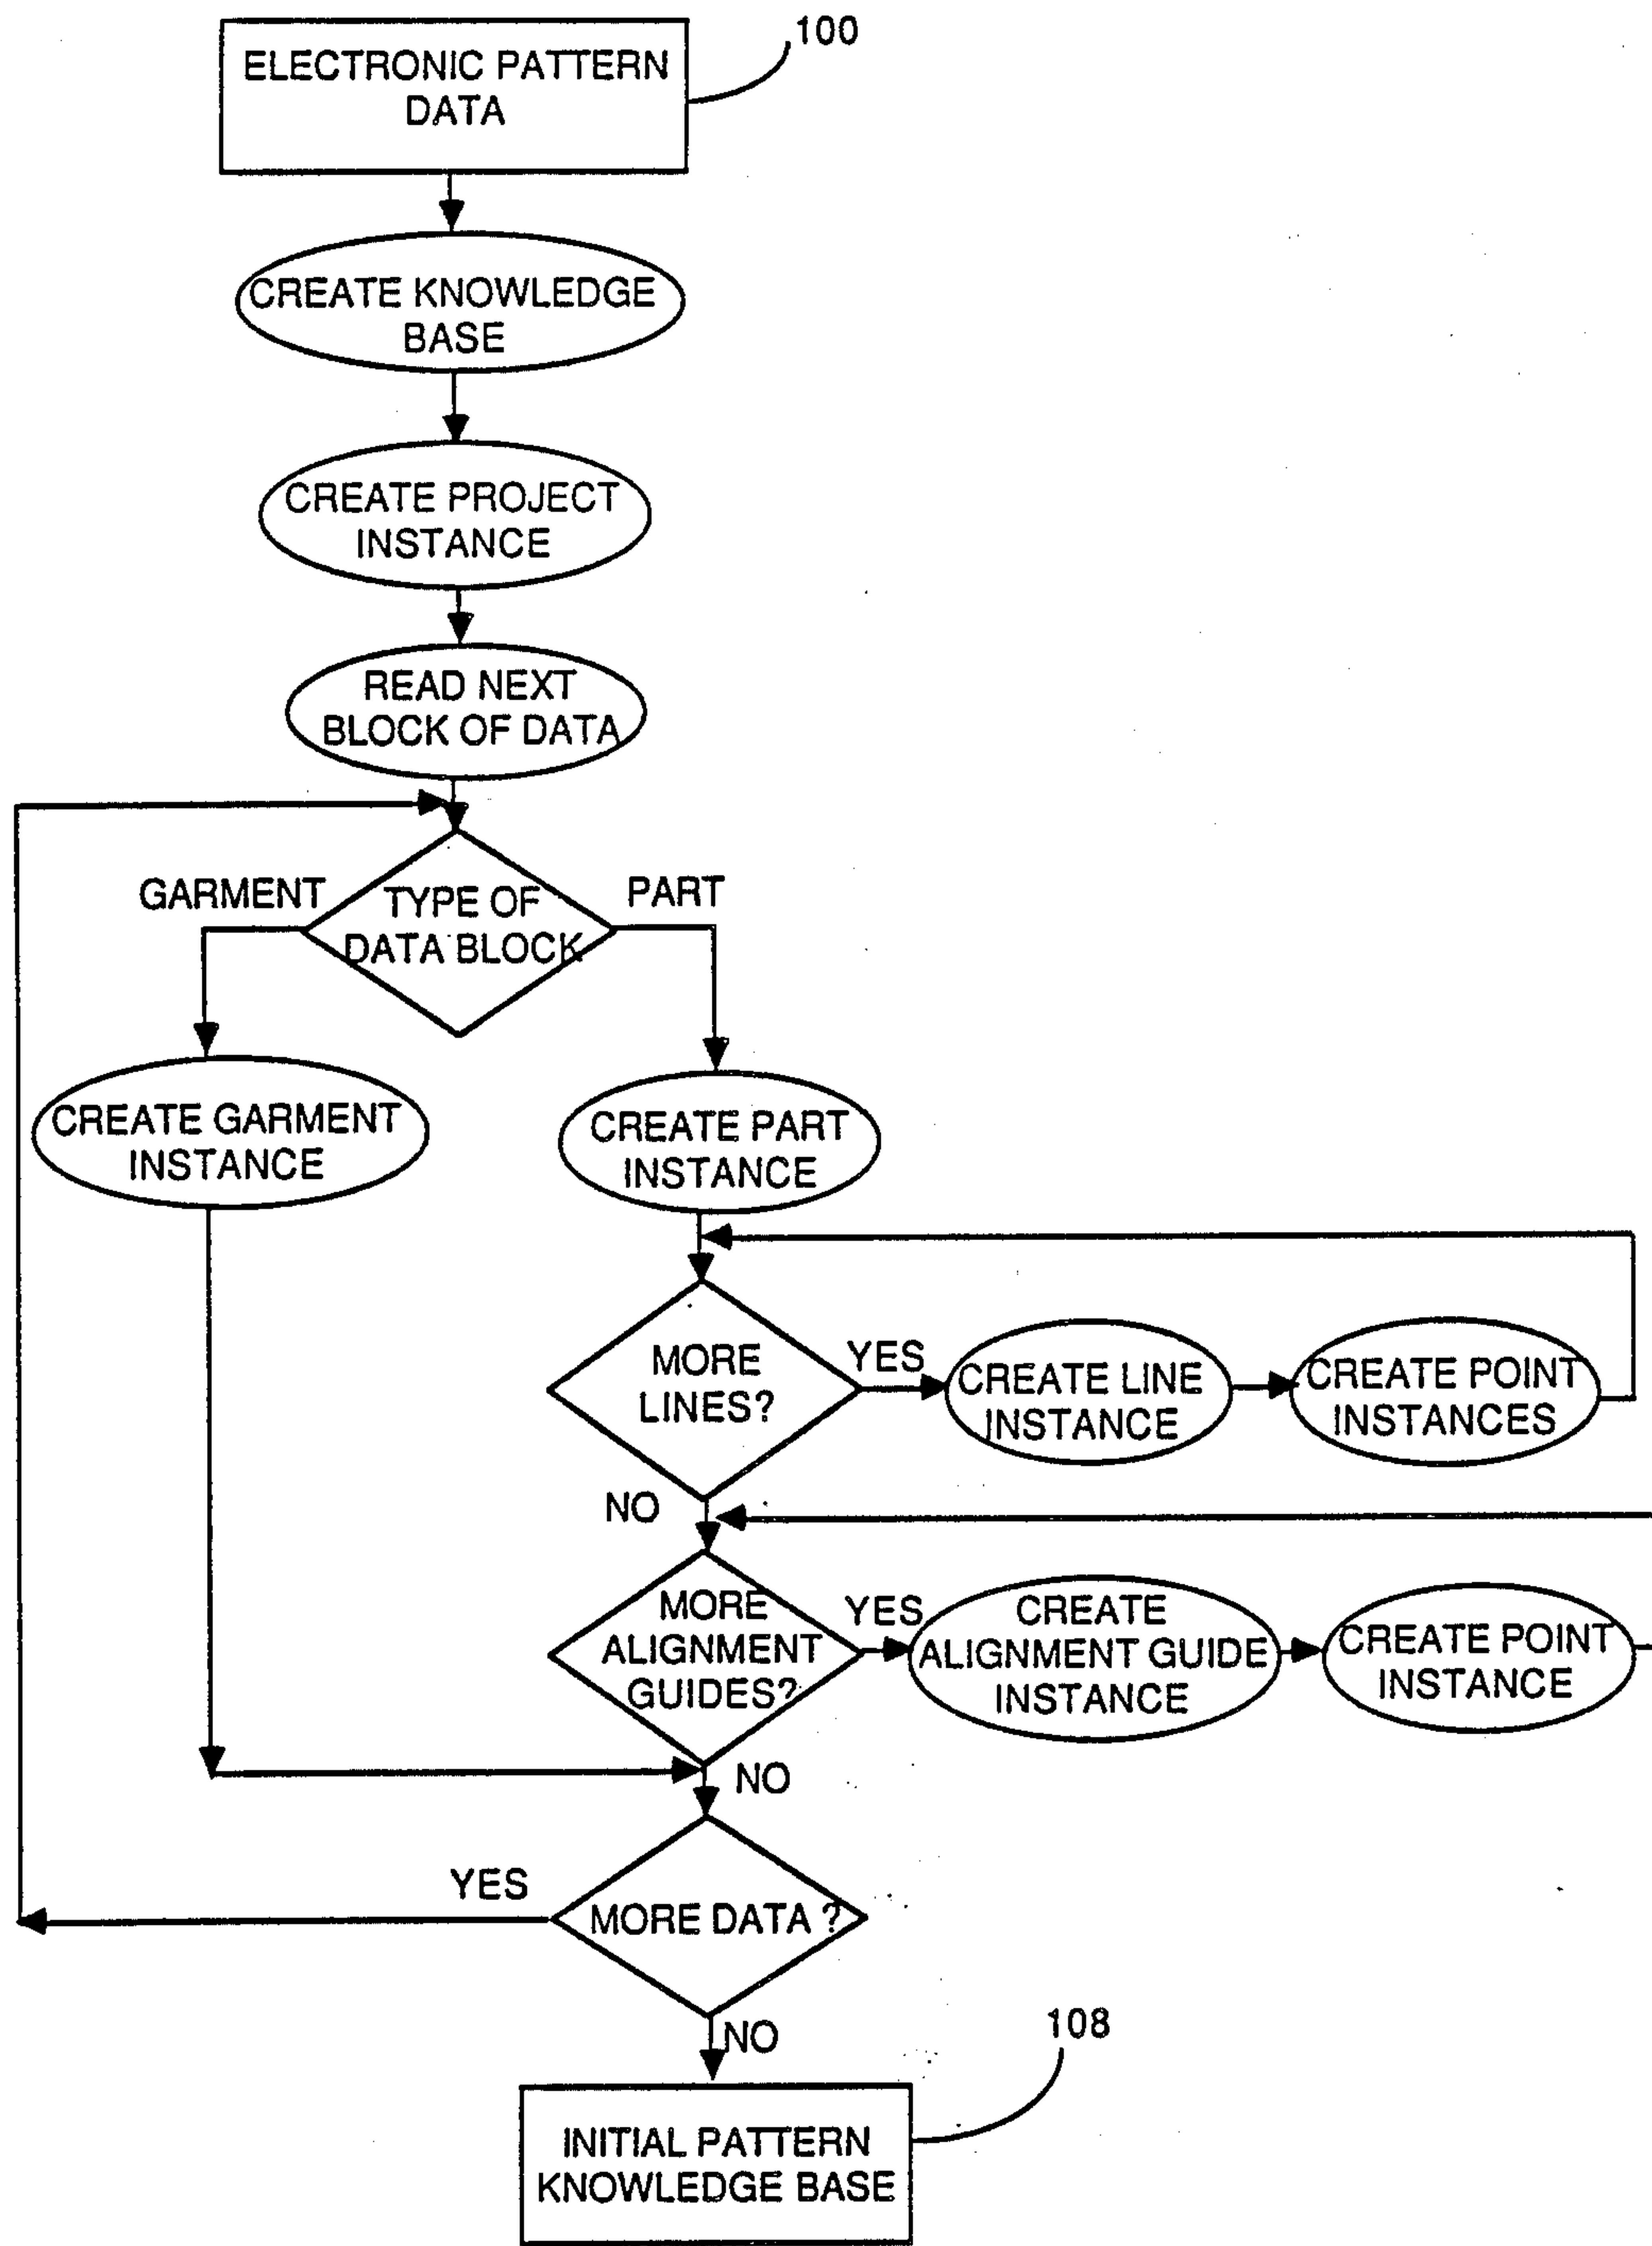 100
ELECTRONIC PATTERN
DATA
CREATE KNOWLEDGE
BASE
CREATE PROJECT
INSTANCE
READ NEXT
BLOCK OF DATA
GARMENT
TYPE OF
DATA BLOCK
PART
CREATE GARMENT
INSTANCE
CREATE PART
INSTANCE
MORE
LINES?
YES
CREATE LINE
INSTANCE
CREATE POINT
INSTANCES
NO
MORE
ALIGNMENT
GUIDES?
YES
CREATE
ALIGNMENT GUIDE
INSTANCE
CREATE POINT
INSTANCE
NO
YES
MORE DATA ?
NO
108
INITIAL PATTERN
KNOWLEDGE BASE